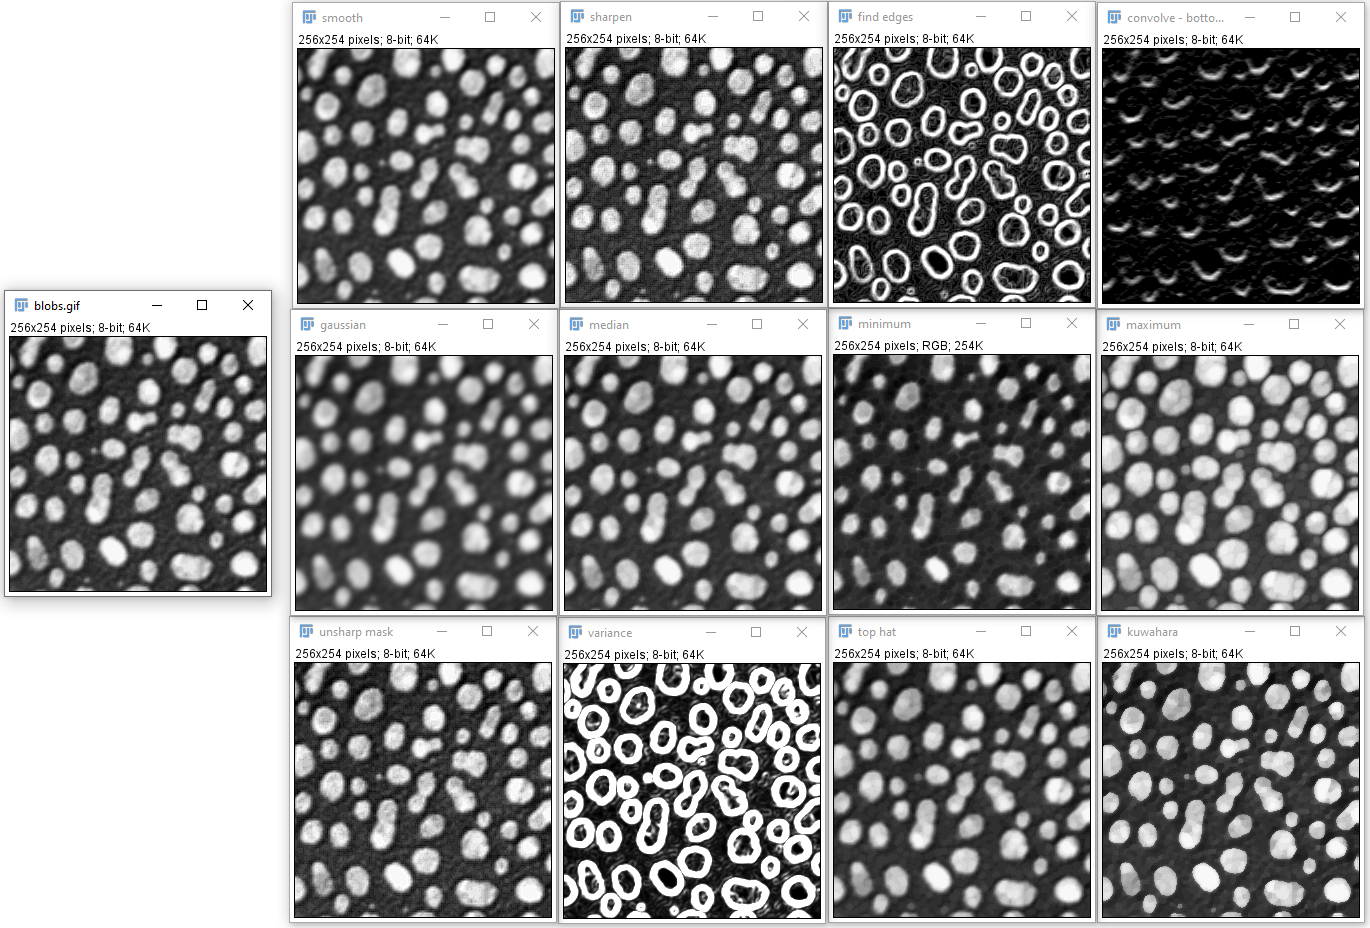 smooth
256x254 pixels; 8-bit; 64K
sharpen
256x254 pixels; 8-bit; 64K
find edges
256x254 pixels; 8-bit; 64K
convolve - botto...
256x254 pixels; 8-bit; 64K
blobs.gif
256x254 pixels; 8-bit; 64K
gaussian
256x254 pixels; 8-bit; 64K
median
256x254 pixels; 8-bit; 64K
minimum
256x254 pixels; RGB; 254K
maximum
256x254 pixels; 8-bit; 64K
unsharp mask
256x254 pixels; 8-bit; 64K
variance
256x254 pixels; 8-bit; 64K
top hat
256x254 pixels; 8-bit; 64K
kuwahara
256x254 pixels; 8-bit; 64K